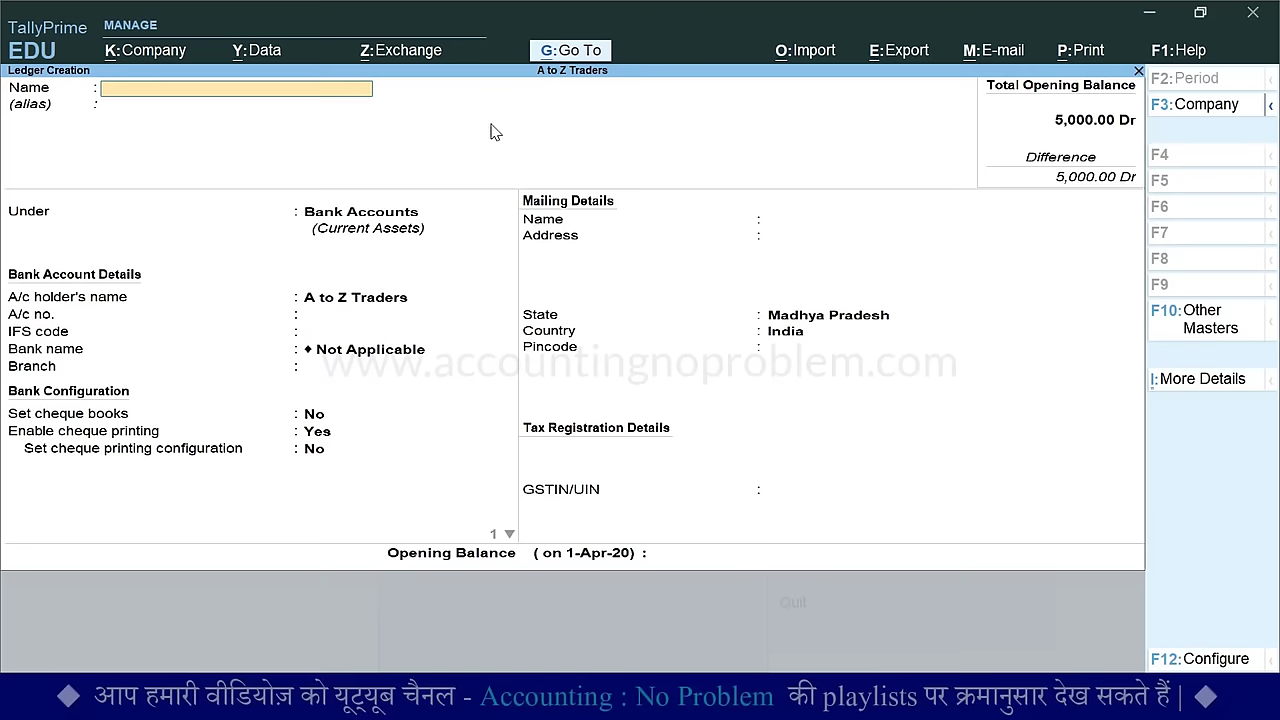 TallyPrime MANAGE
EDU K:Company Y:Data Z:Exchange G:Go To O:Import E:Export M:E-mail P:Print F1:Help
Ledger Creation A to Z Traders
Name :
(alias) :
Total Opening Balance
5,000.00 Dr
Difference
5,000.00 Dr
Under : Bank Accounts
(Current Assets)
Bank Account Details
A/c holder's name : A to Z Traders
A/c no. :
IFS code :
Bank name : ♦ Not Applicable
Branch :
Bank Configuration
Set cheque books : No
Enable cheque printing : Yes
Set cheque printing configuration : No
1 ▼
Mailing Details
Name :
Address :
State : Madhya Pradesh
Country : India
Pincode :
www.accountingnoproblem.com
Tax Registration Details
GSTIN/UIN :
Opening Balance ( on 1-Apr-20) :
Quit
F2:Period
F3:Company
F4
F5
F6
F7
F8
F9
F10:Other
Masters
I:More Details
F12:Configure
◆ आप हमारी वीडियोज़ को यूट्यूब चैनल - Accounting : No Problem की playlists पर क्रमानुसार देख सकते हैं | ◆